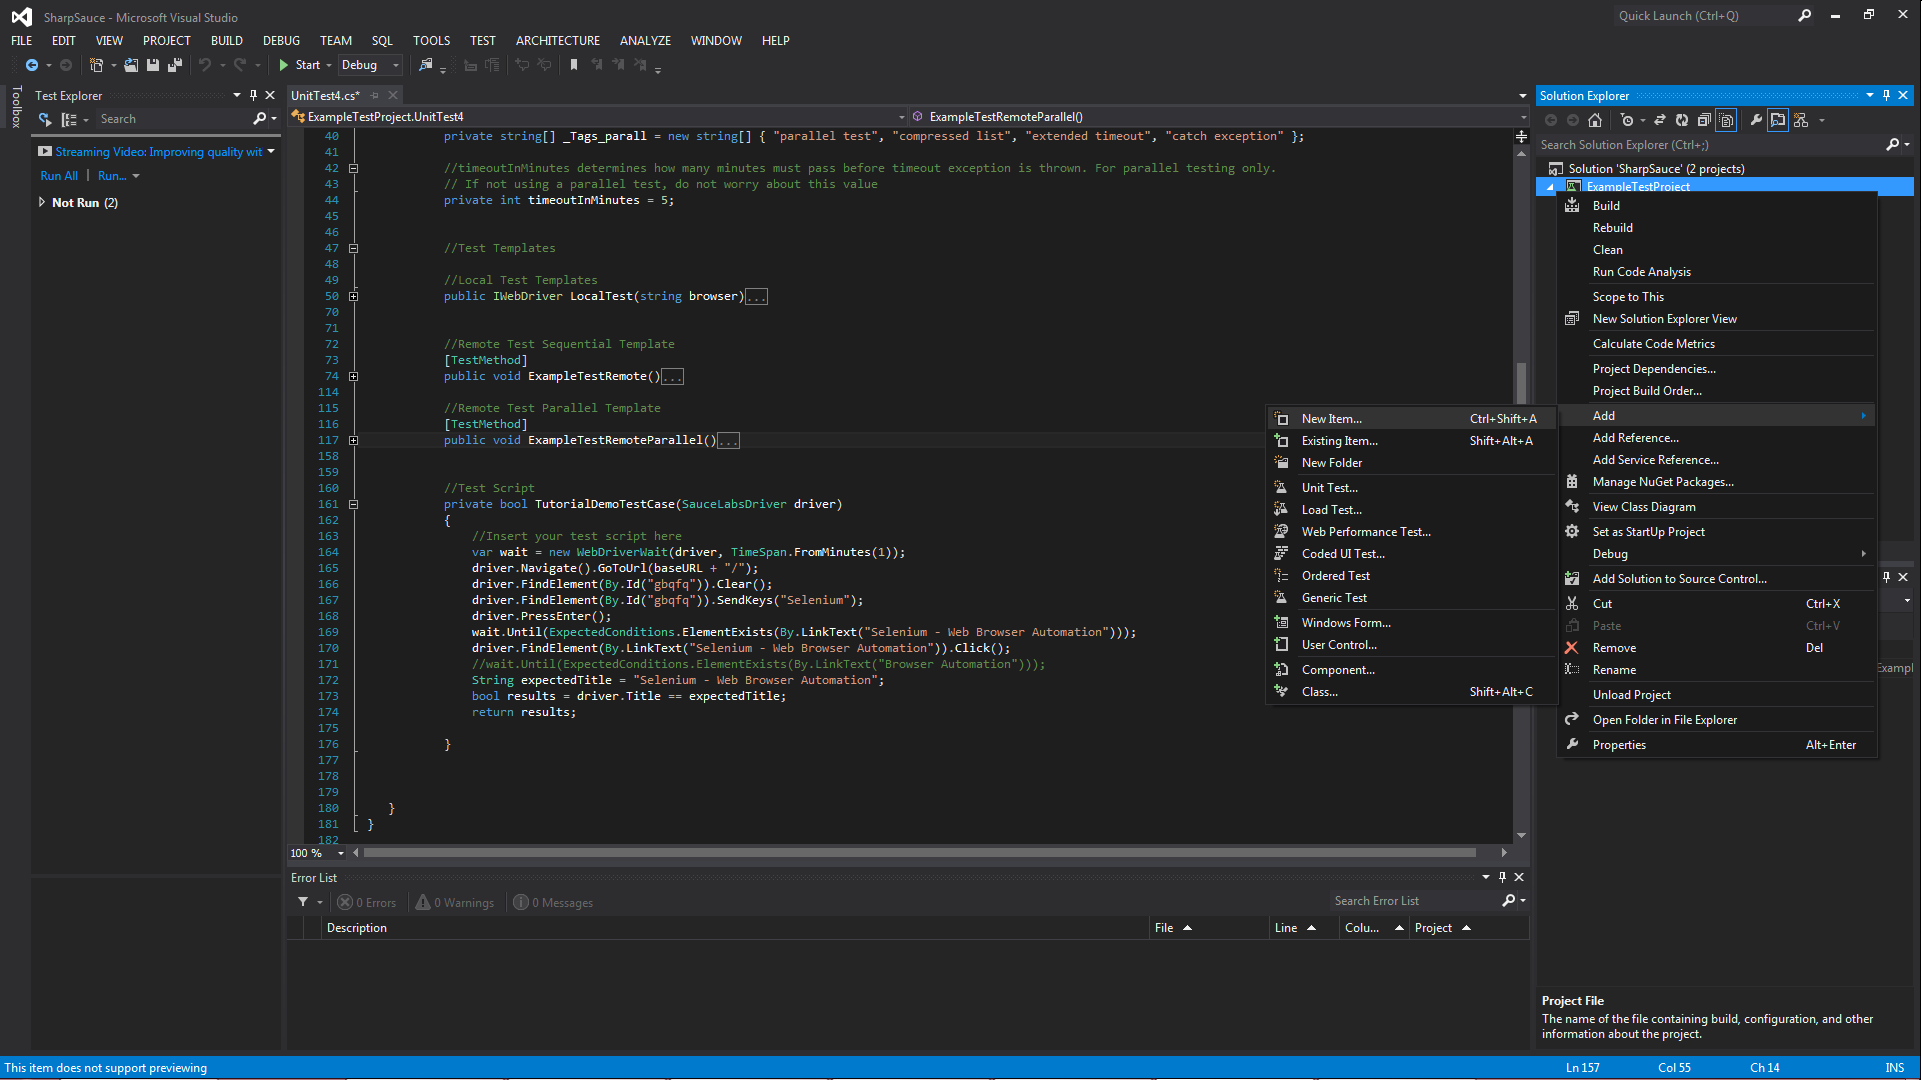 SharpSauce - Microsoft Visual Studio
Quick Launch (Ctrl+Q)
FILE EDIT VIEW PROJECT BUILD DEBUG TEAM SQL TOOLS TEST ARCHITECTURE ANALYZE WINDOW HELP
Start Debug
Toolbox
Test Explorer
Search
Streaming Video: Improving quality wit
Run All | Run...
Not Run (2)
UnitTest4.cs*
ExampleTestProject.UnitTest4
ExampleTestRemoteParallel()
40 private string[] _Tags_parall = new string[] { "parallel test", "compressed list", "extended timeout", "catch exception" };
41
42 //timeoutInMinutes determines how many minutes must pass before timeout exception is thrown. For parallel testing only.
43 // If not using a parallel test, do not worry about this value
44 private int timeoutInMinutes = 5;
45
46
47 //Test Templates
48
49 //Local Test Templates
50 public IWebDriver LocalTest(string browser)...
70
71
72 //Remote Test Sequential Template
73 [TestMethod]
74 public void ExampleTestRemote()...
114
115 //Remote Test Parallel Template
116 [TestMethod]
117 public void ExampleTestRemoteParallel()...
158
159
160 //Test Script
161 private bool TutorialDemoTestCase(SauceLabsDriver driver)
162 {
163 //Insert your test script here
164 var wait = new WebDriverWait(driver, TimeSpan.FromMinutes(1));
165 driver.Navigate().GoToUrl(baseURL + "/");
166 driver.FindElement(By.Id("gbqfq")).Clear();
167 driver.FindElement(By.Id("gbqfq")).SendKeys("Selenium");
168 driver.PressEnter();
169 wait.Until(ExpectedConditions.ElementExists(By.LinkText("Selenium - Web Browser Automation")));
170 driver.FindElement(By.LinkText("Selenium - Web Browser Automation")).Click();
171 //wait.Until(ExpectedConditions.ElementExists(By.LinkText("Browser Automation")));
172 String expectedTitle = "Selenium - Web Browser Automation";
173 bool results = driver.Title == expectedTitle;
174 return results;
175
176 }
177
178
179
180 }
181 }
182
100 %
Error List
0 Errors 0 Warnings 0 Messages
Search Error List
Description File Line Colu... Project
New Item... Ctrl+Shift+A
Existing Item... Shift+Alt+A
New Folder
Unit Test...
Load Test...
Web Performance Test...
Coded UI Test...
Ordered Test
Generic Test
Windows Form...
User Control...
Component...
Class... Shift+Alt+C
Solution Explorer
Search Solution Explorer (Ctrl+;)
Solution 'SharpSauce' (2 projects)
ExampleTestProject
Build
Rebuild
Clean
Run Code Analysis
Scope to This
New Solution Explorer View
Calculate Code Metrics
Project Dependencies...
Project Build Order...
Add
Add Reference...
Add Service Reference...
Manage NuGet Packages...
View Class Diagram
Set as StartUp Project
Debug
Add Solution to Source Control...
Cut Ctrl+X
Paste Ctrl+V
Remove Del
Rename
Unload Project
Open Folder in File Explorer
Properties Alt+Enter
Exampl
Project File
The name of the file containing build, configuration, and other
information about the project.
This item does not support previewing
Ln 157 Col 55 Ch 14 INS